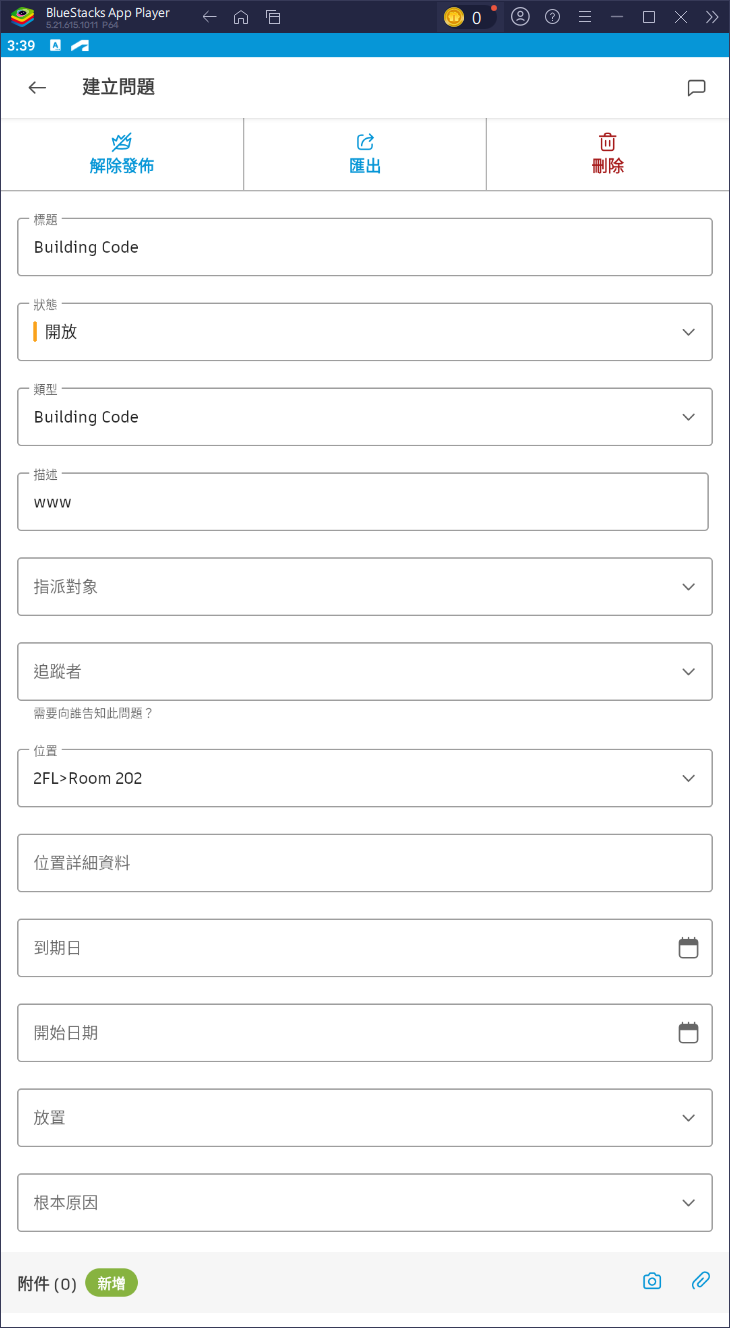 BlueStacks App Player
5.21.615.1011 P64
0
3:39
A
建立問題
解除發佈
匯出
刪除
標題
Building Code
狀態
開放
類型
Building Code
描述
www
指派對象
追蹤者
需要向誰告知此問題？
位置
2FL>Room 202
位置詳細資料
到期日
開始日期
放置
根本原因
附件 (0) 新增